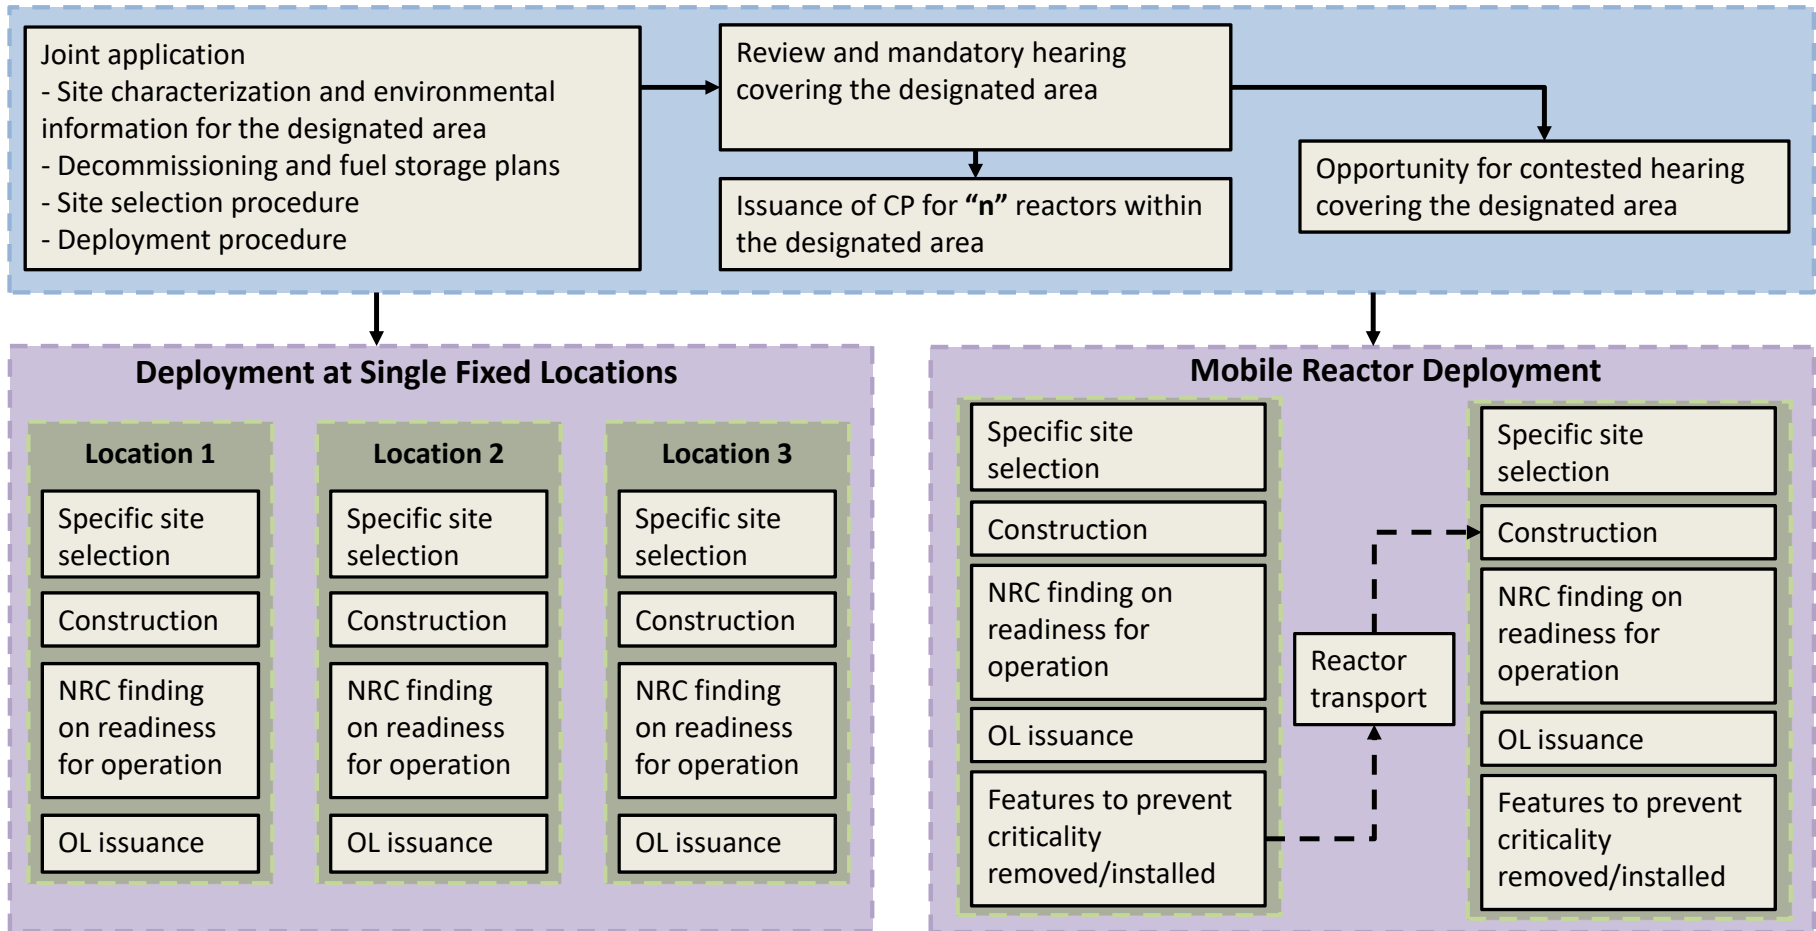 Joint application
- Site characterization and environmental
information for the designated area
- Decommissioning and fuel storage plans
- Site selection procedure
- Deployment procedure
Review and mandatory hearing
covering the designated area
Issuance of CP for “n” reactors within
the designated area
Opportunity for contested hearing
covering the designated area
Deployment at Single Fixed Locations
Location 1
Specific site
selection
Construction
NRC finding
on readiness
for operation
OL issuance
Location 2
Specific site
selection
Construction
NRC finding
on readiness
for operation
OL issuance
Location 3
Specific site
selection
Construction
NRC finding
on readiness
for operation
OL issuance
Mobile Reactor Deployment
Specific site
selection
Construction
NRC finding on
readiness for
operation
OL issuance
Features to prevent
criticality
removed/installed
Reactor
transport
Specific site
selection
Construction
NRC finding on
readiness for
operation
OL issuance
Features to prevent
criticality
removed/installed